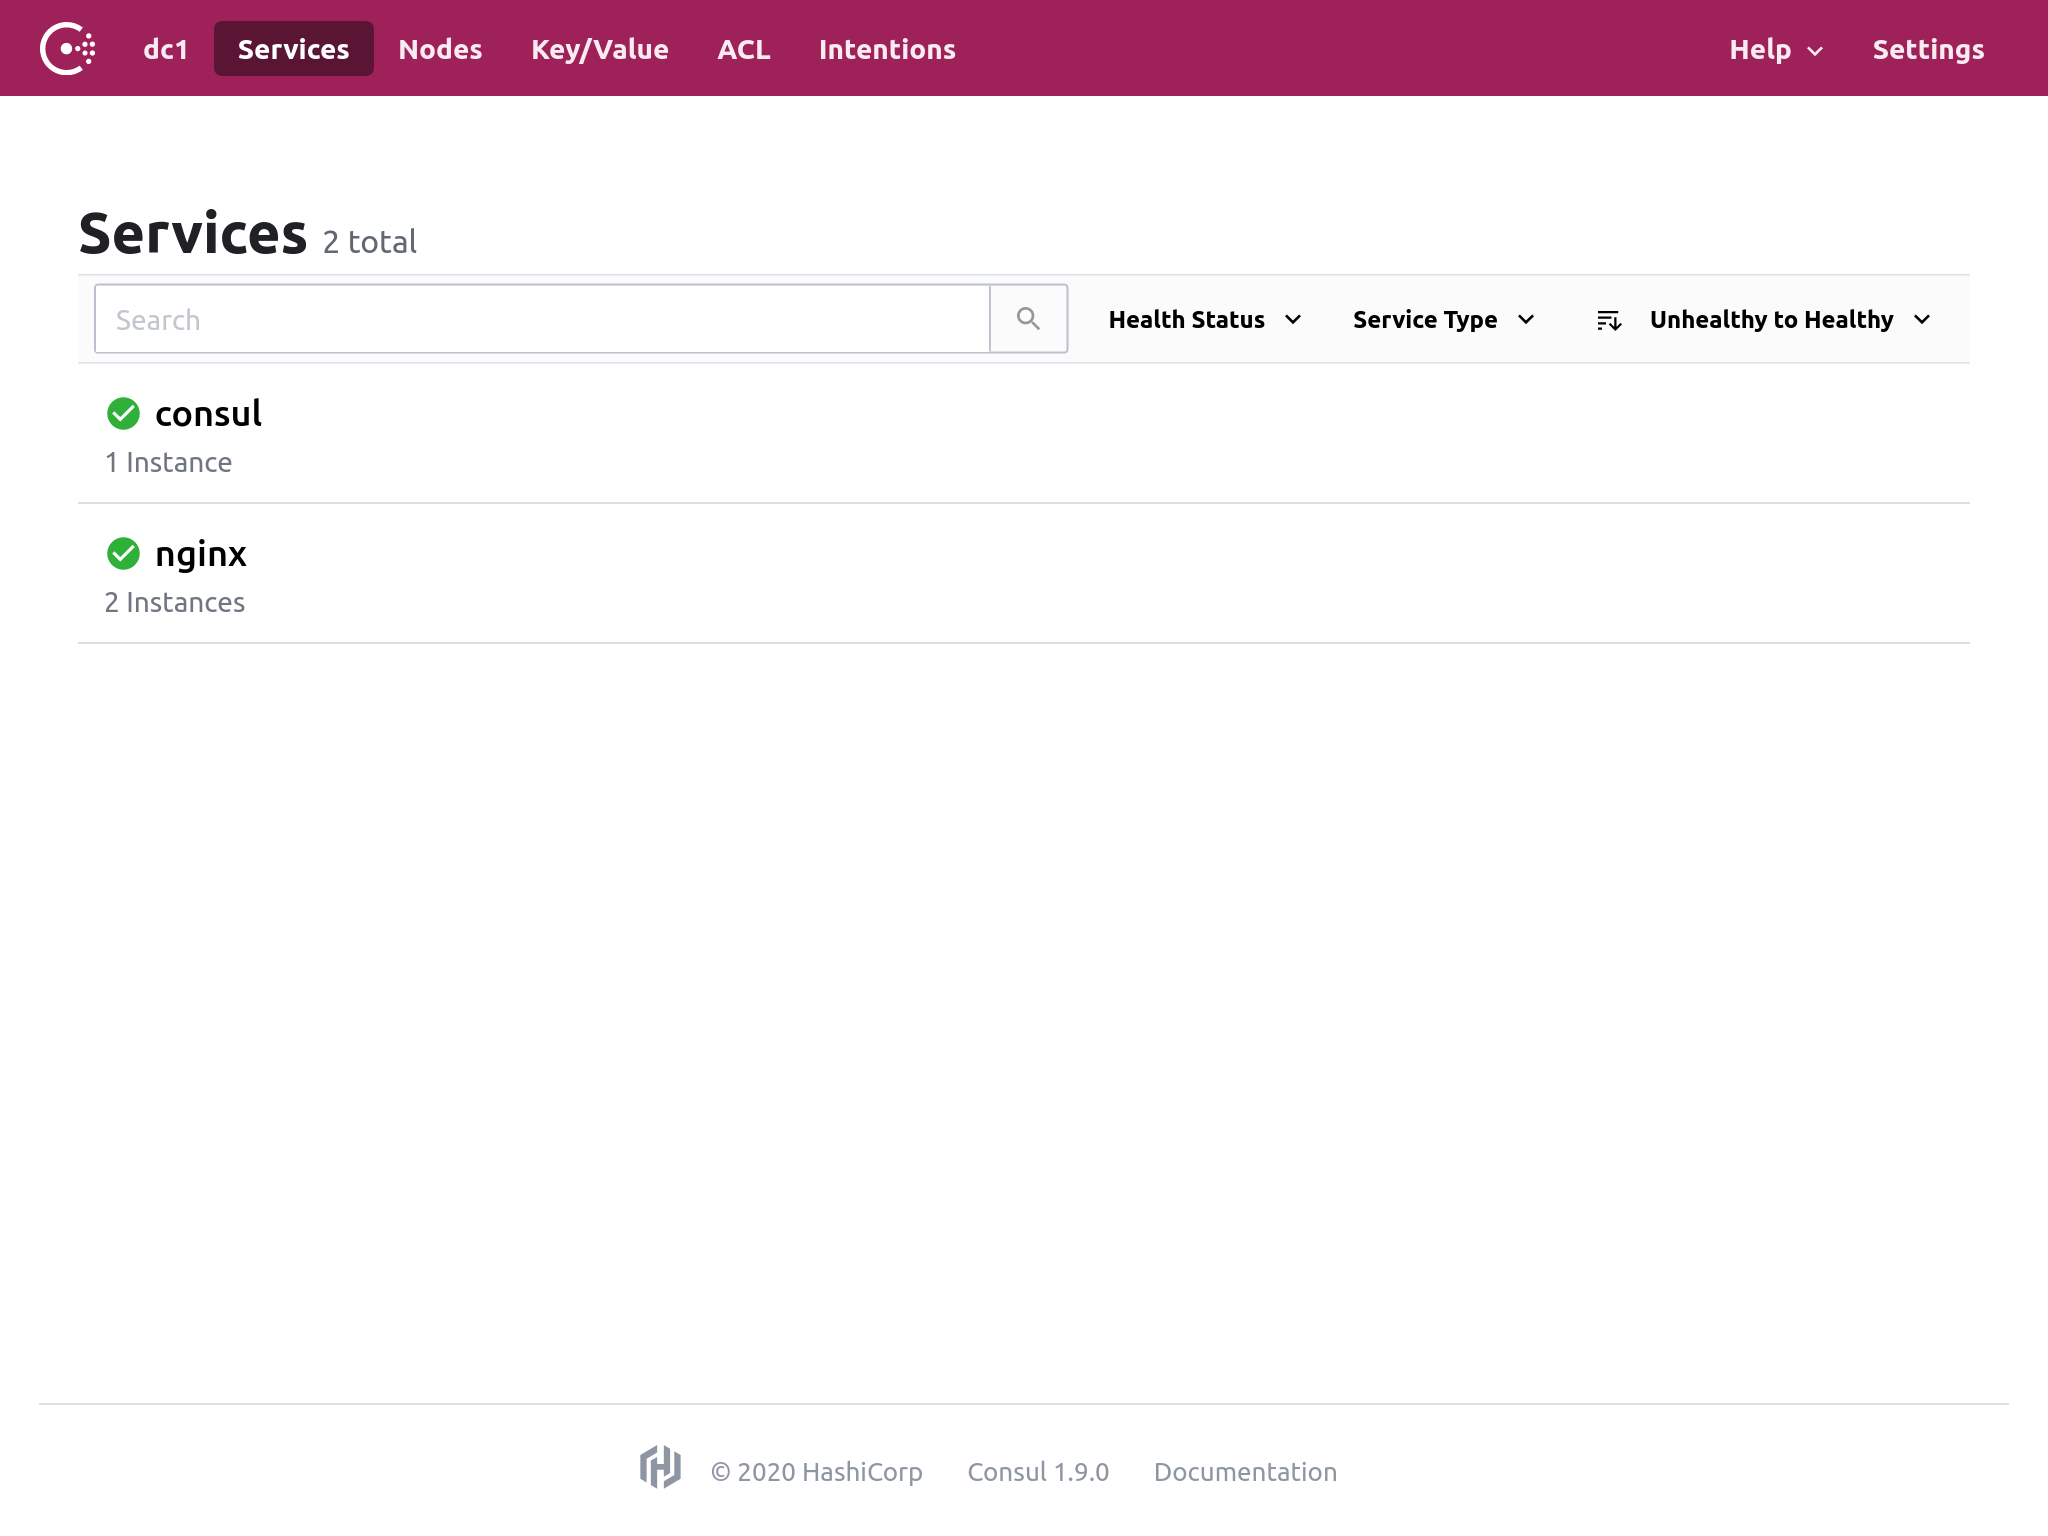 dc1 Services Nodes Key/Value ACL Intentions Help Settings
Services 2 total
Search Health Status Service Type Unhealthy to Healthy
consul
1 Instance
nginx
2 Instances
© 2020 HashiCorp Consul 1.9.0 Documentation